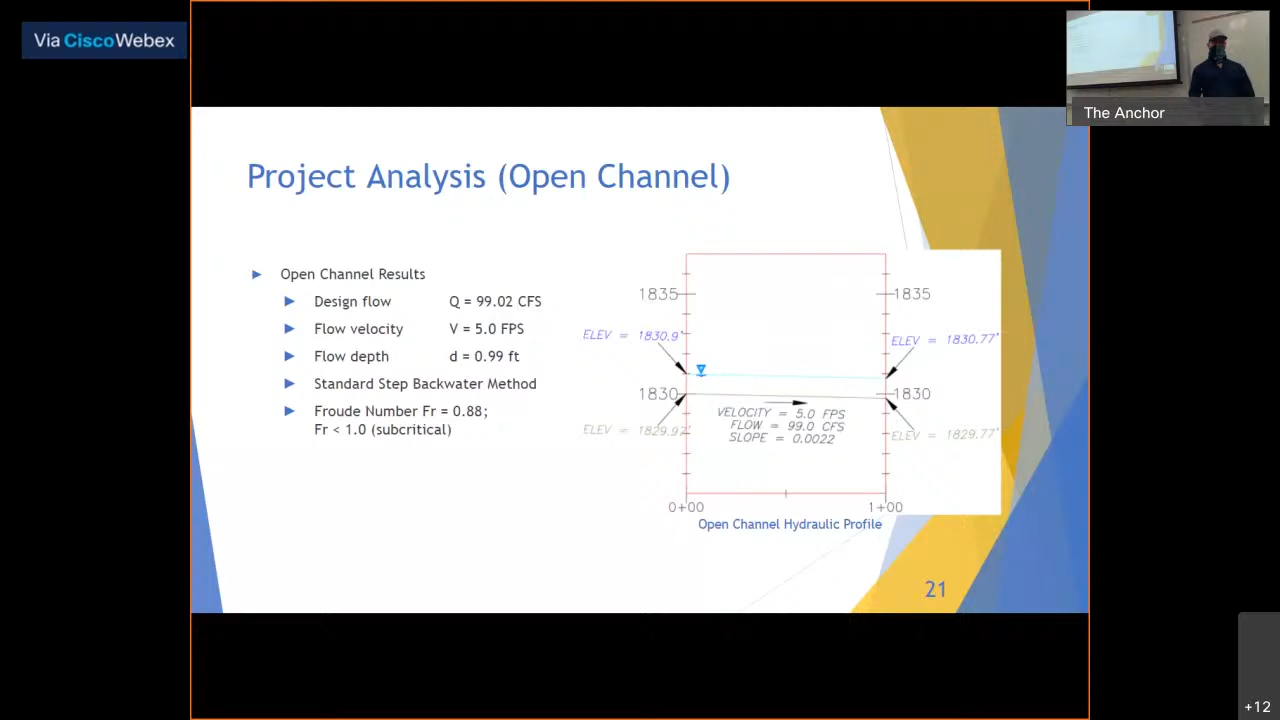 Via Cisco Webex
The Anchor
Project Analysis (Open Channel)
Open Channel Results
Design flow Q = 99.02 CFS
Flow velocity V = 5.0 FPS
Flow depth d = 0.99 ft
Standard Step Backwater Method
Froude Number Fr = 0.88;
Fr < 1.0 (subcritical)
1835 1835
ELEV = 1830.9' ELEV = 1830.77'
1830 1830
VELOCITY = 5.0 FPS
FLOW = 99.0 CFS
SLOPE = 0.0022
ELEV = 1829.97' ELEV = 1829.77'
0+00 1+00
Open Channel Hydraulic Profile
21
+12